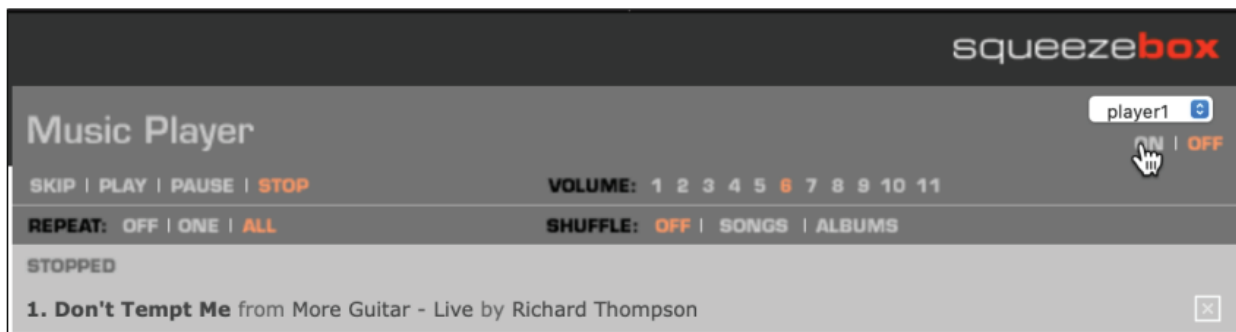 squeezebox
player1
Music Player
ON | OFF
SKIP | PLAY | PAUSE | STOP VOLUME: 1 2 3 4 5 6 7 8 9 10 11
REPEAT: OFF | ONE | ALL SHUFFLE: OFF | SONGS | ALBUMS
STOPPED
1. Don't Tempt Me from More Guitar - Live by Richard Thompson